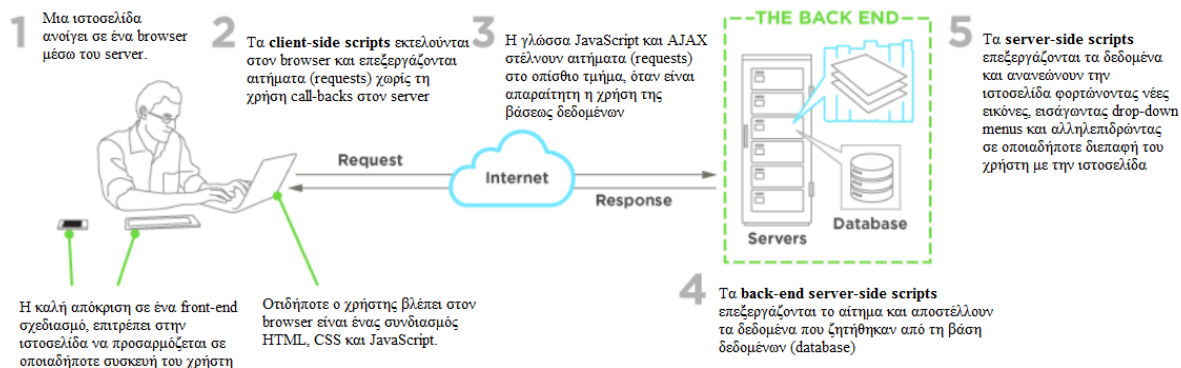 1
Μια ιστοσελίδα
ανοίγει σε ένα browser
μέσω του server.
2
Τα client-side scripts εκτελούνται
στον browser και επεξεργάζονται
αιτήματα (requests) χωρίς τη
χρήση call-backs στον server
3
Η γλώσσα JavaScript και AJAX
στέλνουν αιτήματα (requests)
στο οπίσθιο τμήμα, όταν είναι
απαραίτητη η χρήση της
βάσεως δεδομένων
THE BACK END
Servers
Database
5
Τα server-side scripts
επεξεργάζονται τα δεδομένα
και ανανεώνουν την
ιστοσελίδα φορτώνοντας νέες
εικόνες, εισάγωντας drop-down
menus και αλληλεπιδρώντας
σε οποιαδήποτε διεπαφή του
χρήστη με την ιστοσελίδα
Request
Internet
Response
Η καλή απόκριση σε ένα front-end
σχεδιασμό, επιτρέπει στην
ιστοσελίδα να προσαρμόζεται σε
οποιαδήποτε συσκευή του χρήστη
Οτιδήποτε ο χρήστης βλέπει στον
browser είναι ένας συνδιασμός
HTML, CSS και JavaScript.
4
Τα back-end server-side scripts
επεξεργάζονται το αίτημα και αποστέλλουν
τα δεδομένα που ζητήθηκαν από τη βάση
δεδομένων (database)